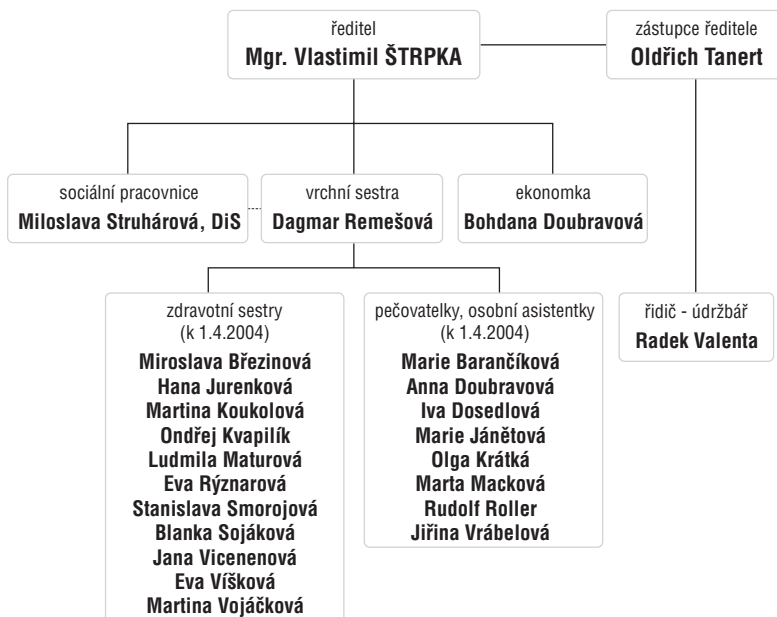 ředitel
Mgr. Vlastimil ŠTRPKA
zástupce ředitele
Oldřich Tanert
sociální pracovnice
Miloslava Struhárová, DiS
vrchní sestra
Dagmar Remešová
ekonomka
Bohdana Doubravová
zdravotní sestry
(k 1.4.2004)
Miroslava Březinová
Hana Jurenková
Martina Koukolová
Ondřej Kvapilík
Ludmila Maturová
Eva Rýznarová
Stanislava Smorojová
Blanka Sojáková
Jana Vicenenová
Eva Víšková
Martina Vojáčková
pečovatelky, osobní asistentky
(k 1.4.2004)
Marie Barančíková
Anna Doubravová
Iva Dosedlová
Marie Jánětová
Olga Krátká
Marta Macková
Rudolf Roller
Jiřina Vrábelová
řidič - údržbář
Radek Valenta